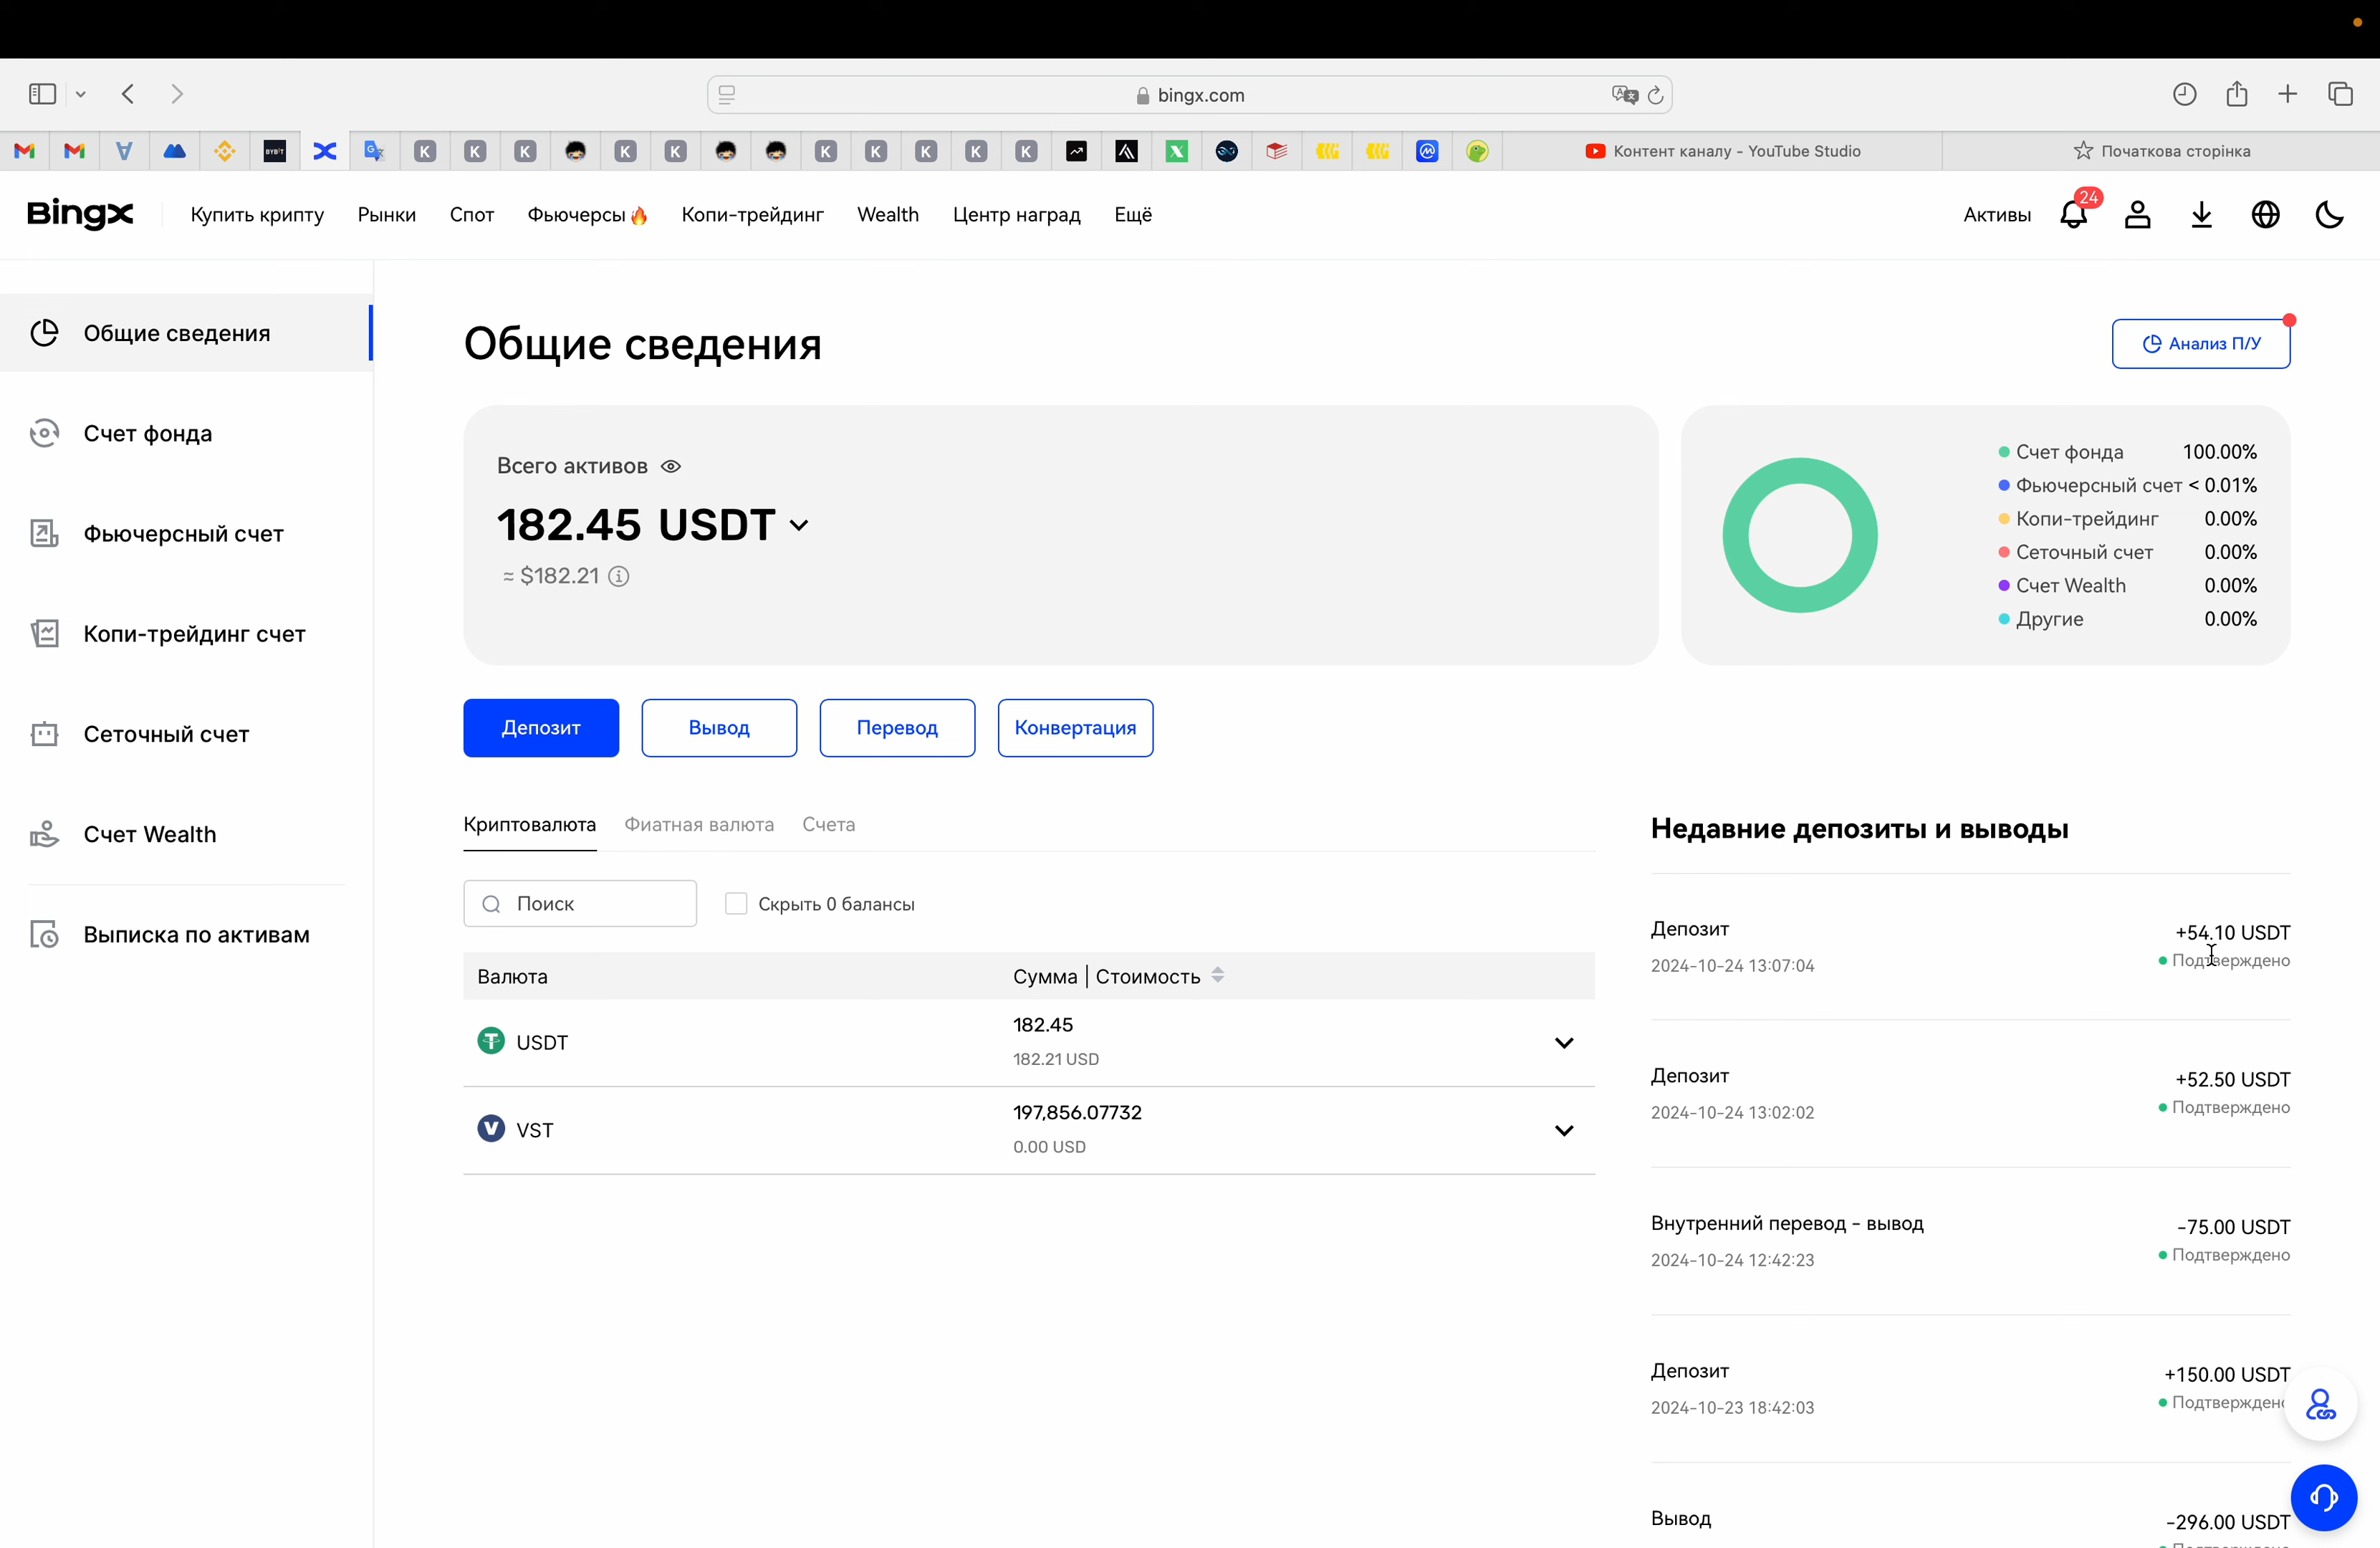 bingx.com
BYBIT
K
K
K
K
K
K
K
K
K
K
Контент каналу - YouTube Studio
Початкова сторінка
BingX
Купить крипту
Рынки
Спот
Фьючерсы
Копи-трейдинг
Wealth
Центр наград
Ещё
Активы
24
Общие сведения
Счет фонда
Фьючерсный счет
Копи-трейдинг счет
Сеточный счет
Счет Wealth
Выписка по активам
Общие сведения
Анализ П/У
Всего активов
182.45 USDT
≈ $182.21
Счет фонда 100.00%
Фьючерсный счет < 0.01%
Копи-трейдинг 0.00%
Сеточный счет 0.00%
Счет Wealth 0.00%
Другие 0.00%
Депозит
Вывод
Перевод
Конвертация
Криптовалюта
Фиатная валюта
Счета
Поиск
Скрыть 0 балансы
Валюта
Сумма | Стоимость
USDT
182.45
182.21 USD
VST
197,856.07732
0.00 USD
Недавние депозиты и выводы
Депозит
+54.10 USDT
2024-10-24 13:07:04
Подтверждено
Депозит
+52.50 USDT
2024-10-24 13:02:02
Подтверждено
Внутренний перевод - вывод
-75.00 USDT
2024-10-24 12:42:23
Подтверждено
Депозит
+150.00 USDT
2024-10-23 18:42:03
Подтвержден
Вывод
-296.00 USDT